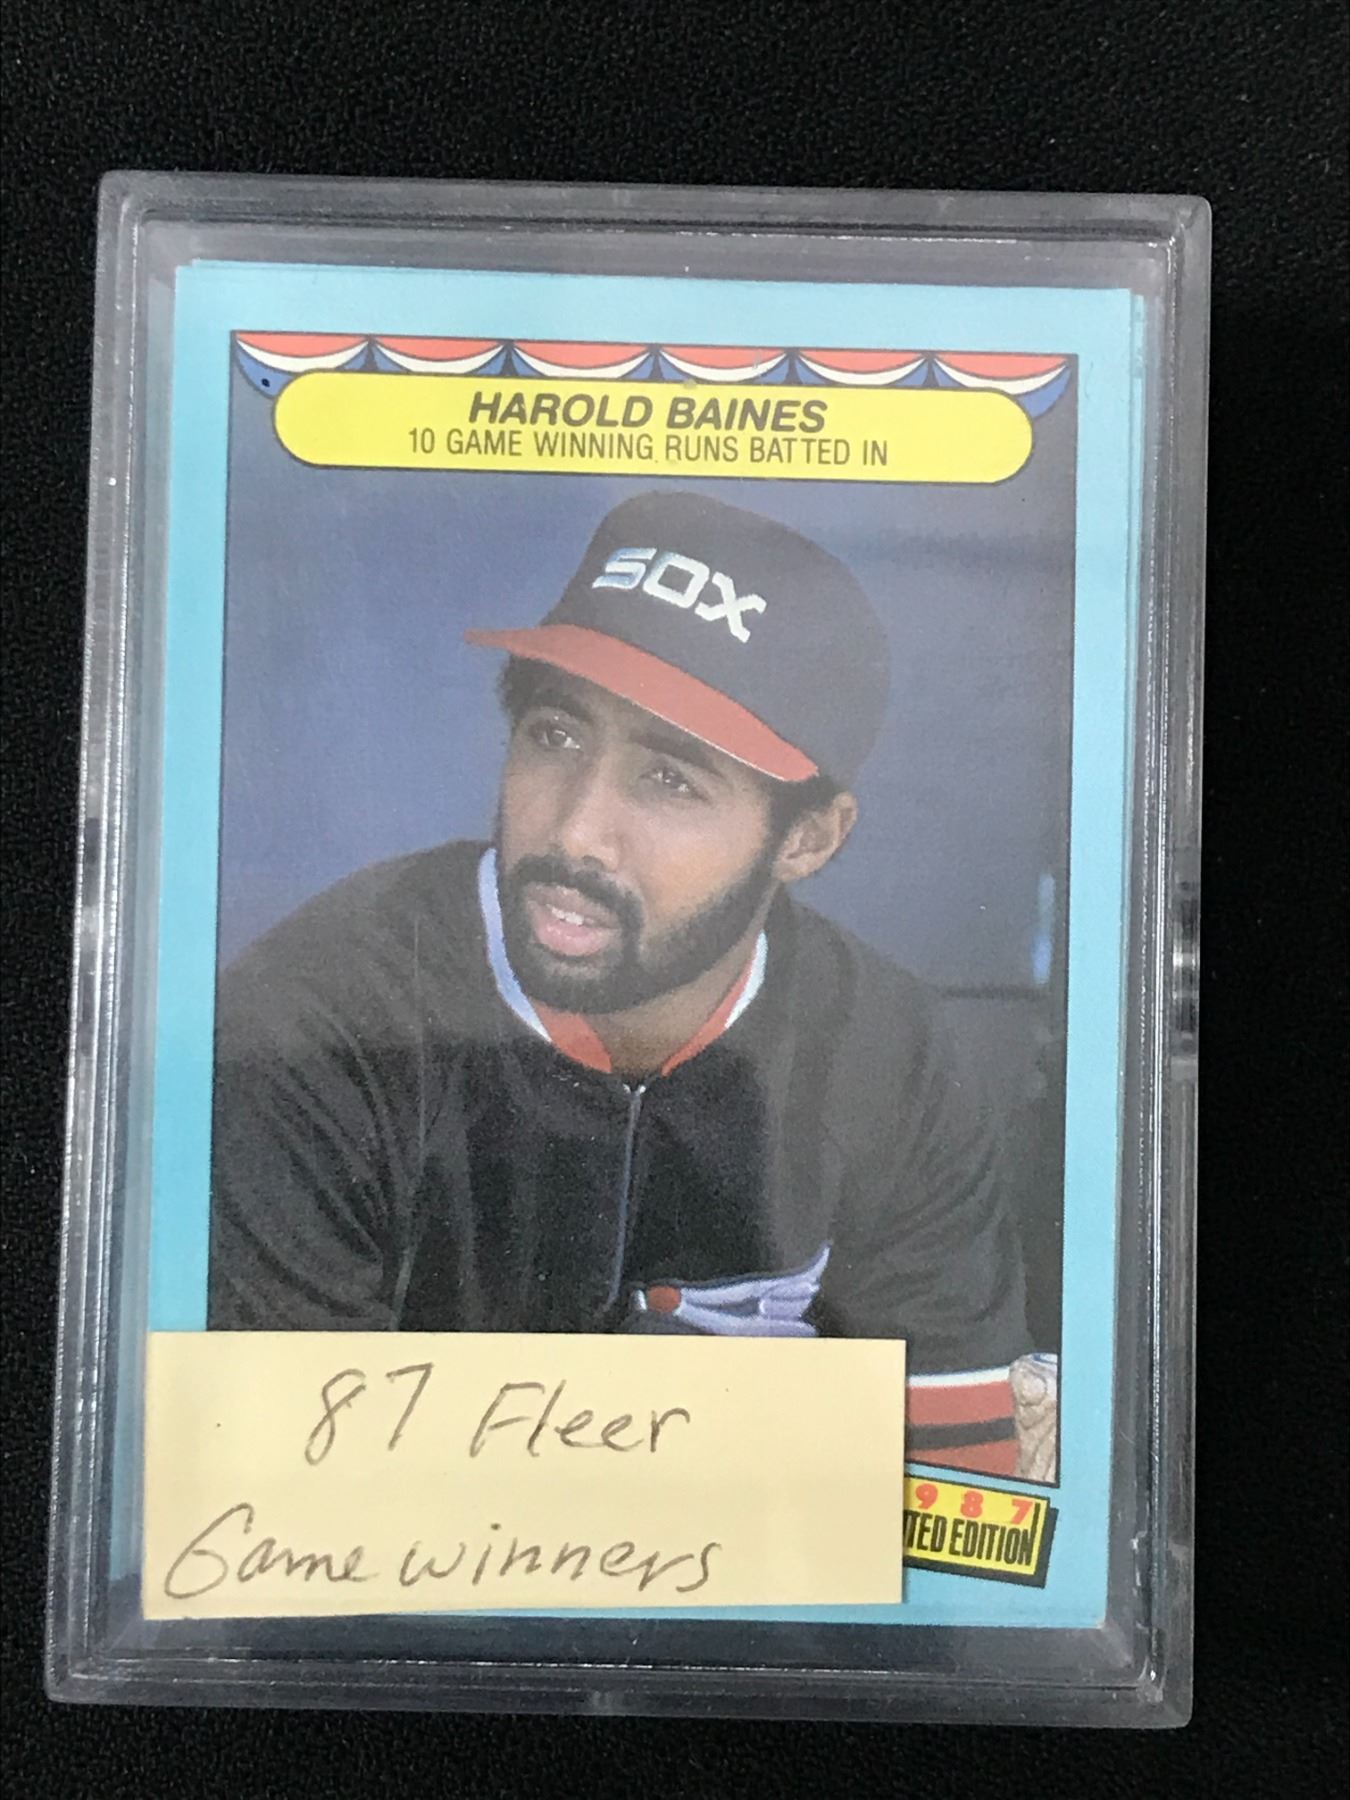 HAROLD BAINES
10 GAME WINNING RUNS BATTED IN
SOX
87 Fleer
Game winners
987
TED EDITION